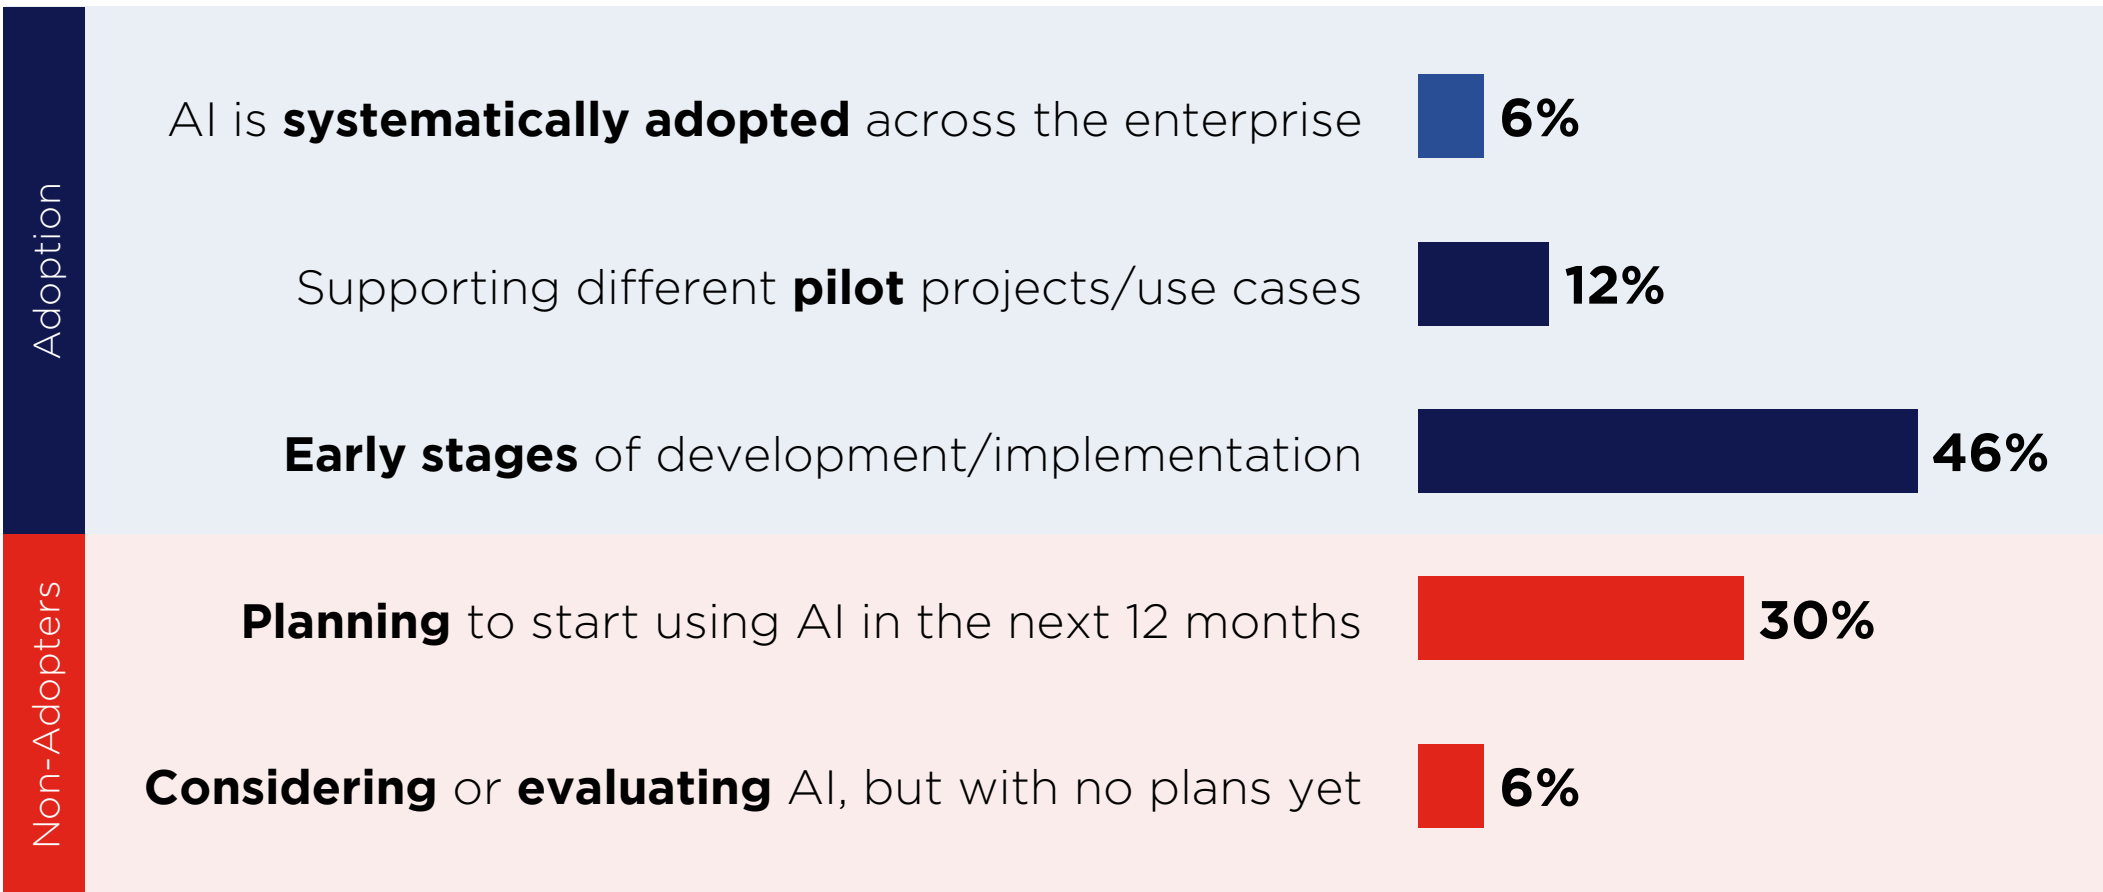 Adoption
AI is systematically adopted across the enterprise
6%
Supporting different pilot projects/use cases
12%
Early stages of development/implementation
46%
Non-Adopters
Planning to start using AI in the next 12 months
30%
Considering or evaluating AI, but with no plans yet
6%